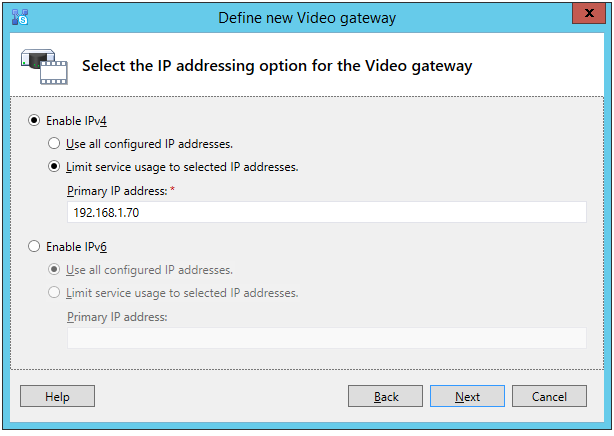 Define new Video gateway
x
Select the IP addressing option for the Video gateway
Enable IPv4
Use all configured IP addresses.
Limit service usage to selected IP addresses.
Primary IP address: *
192.168.1.70
Enable IPv6
Use all configured IP addresses.
Limit service usage to selected IP addresses.
Primary IP address:
Help Back Next Cancel